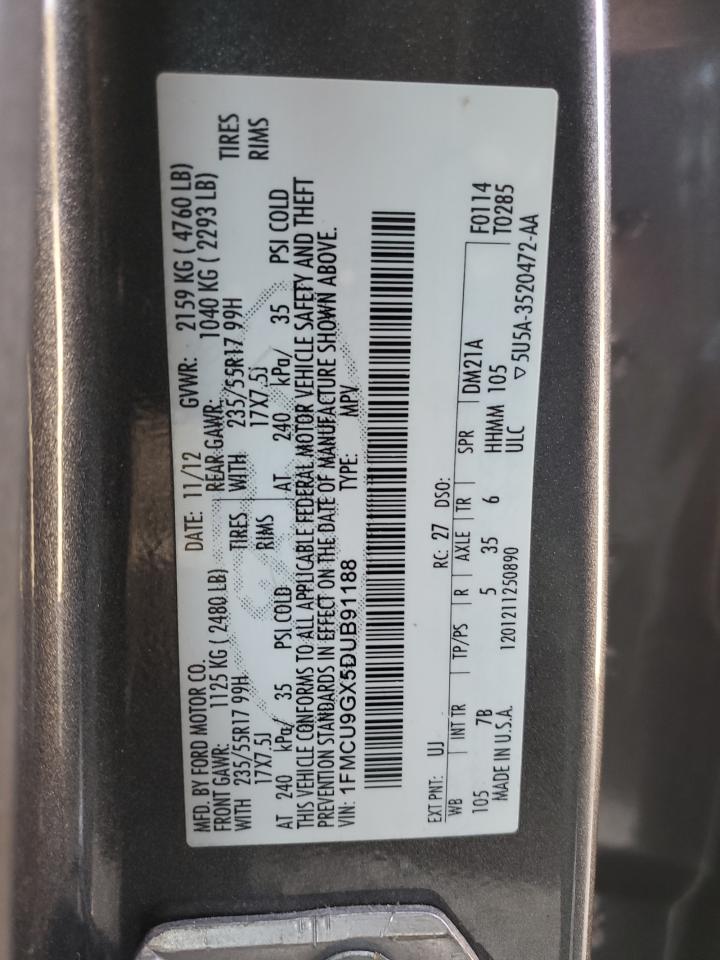 MFD. BY FORD MOTOR CO. DATE: 11/12 GVWR: 2159 KG ( 4760 LB)
FRONT GAWR: 1125 KG ( 2480 LB) REAR GAWR: 1040 KG ( 2293 LB)
WITH 235/55R17 99H TIRES WITH 235/55R17 99H TIRES
17X7.5J RIMS 17X7.5J RIMS
AT 240 kPa/ 35 PSI COLD AT 240 kPa/ 35 PSI COLD
THIS VEHICLE CONFORMS TO ALL APPLICABLE FEDERAL MOTOR VEHICLE SAFETY AND THEFT
PREVENTION STANDARDS IN EFFECT ON THE DATE OF MANUFACTURE SHOWN ABOVE.
VIN: 1FMCU9GX5DUB91188 TYPE: MPV
EXT PNT: UJ RC: 27 DSO: F0114
WB INT TR TP/PS R AXLE TR SPR DM21A T0285
105 7B 5 35 6 HHMM 105
MADE IN U.S.A. 1201211250890 ULC ▽5U5A-3520472-AA